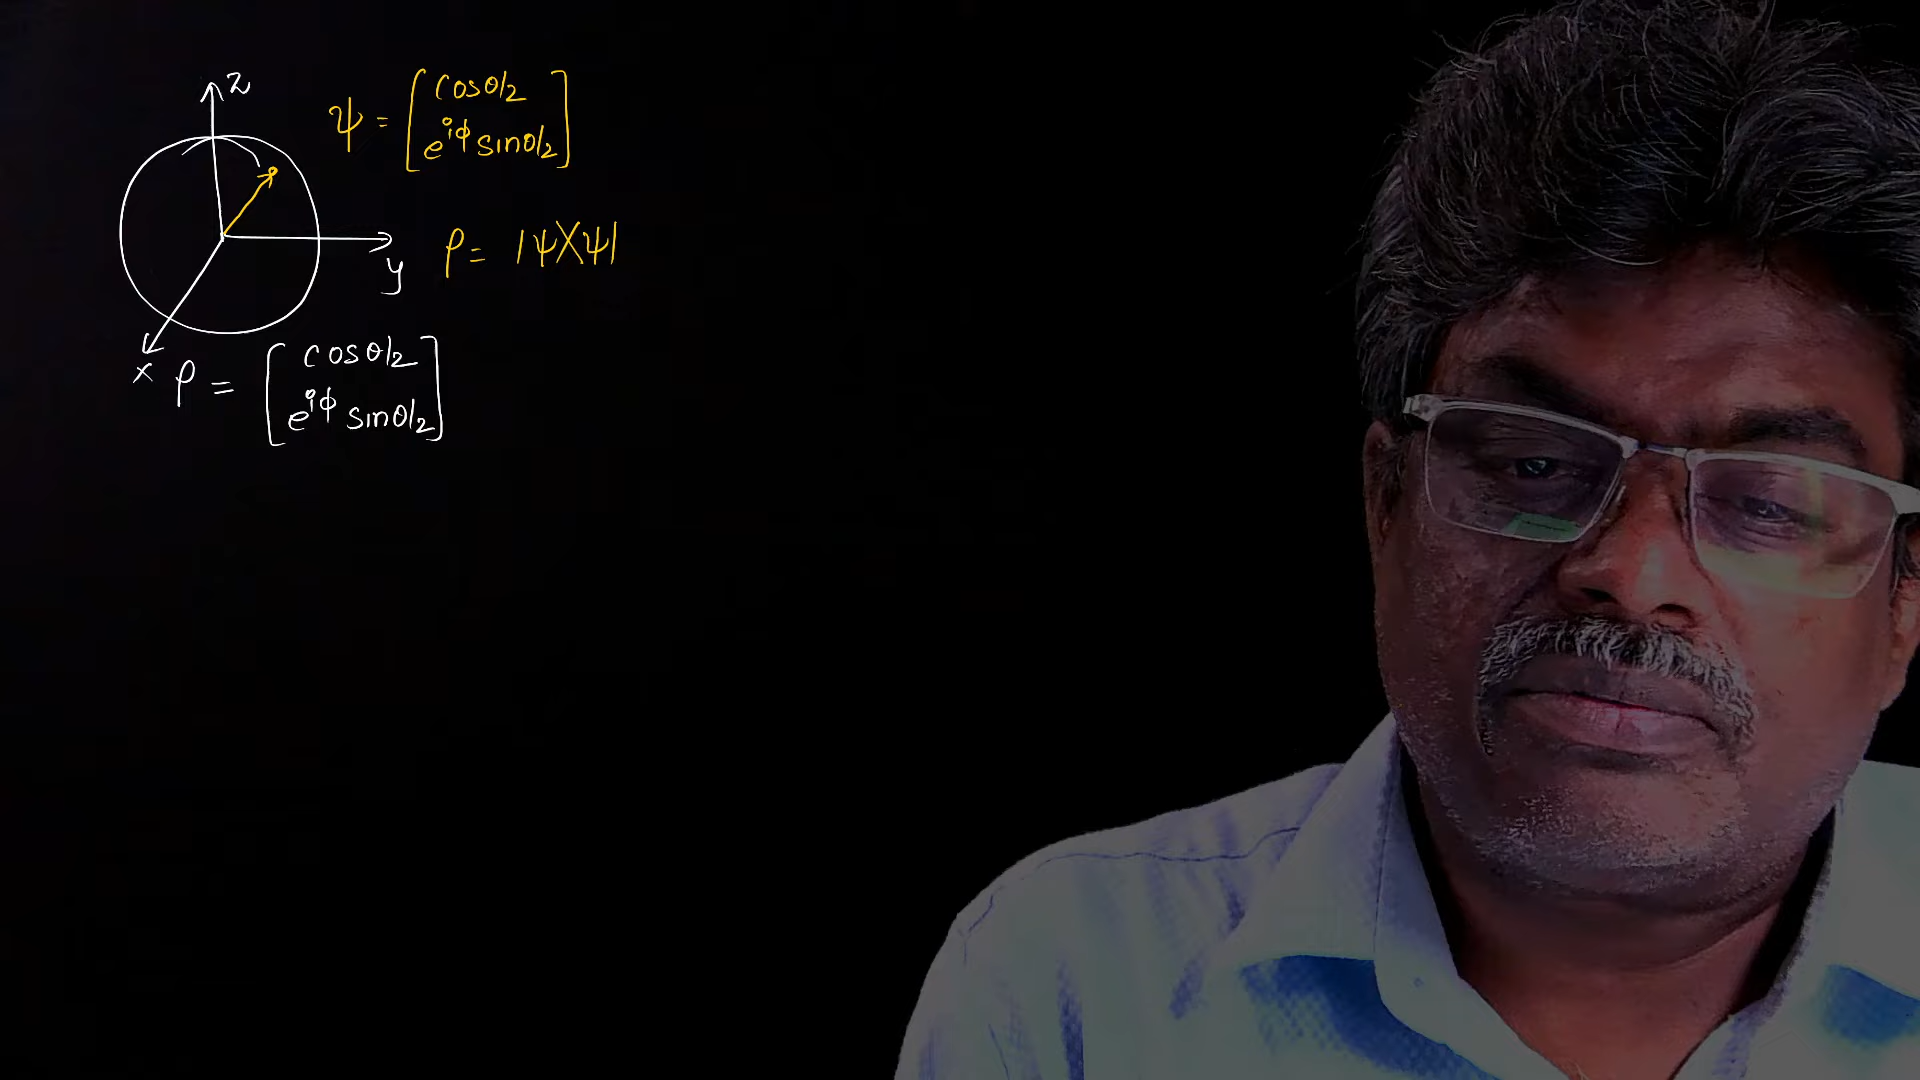 z
ψ = [cosθ/2
e^{iφ} sinθ/2]
y
ρ = |ψ⟩⟨ψ|
x
ρ = [cosθ/2
e^{iφ} sinθ/2]